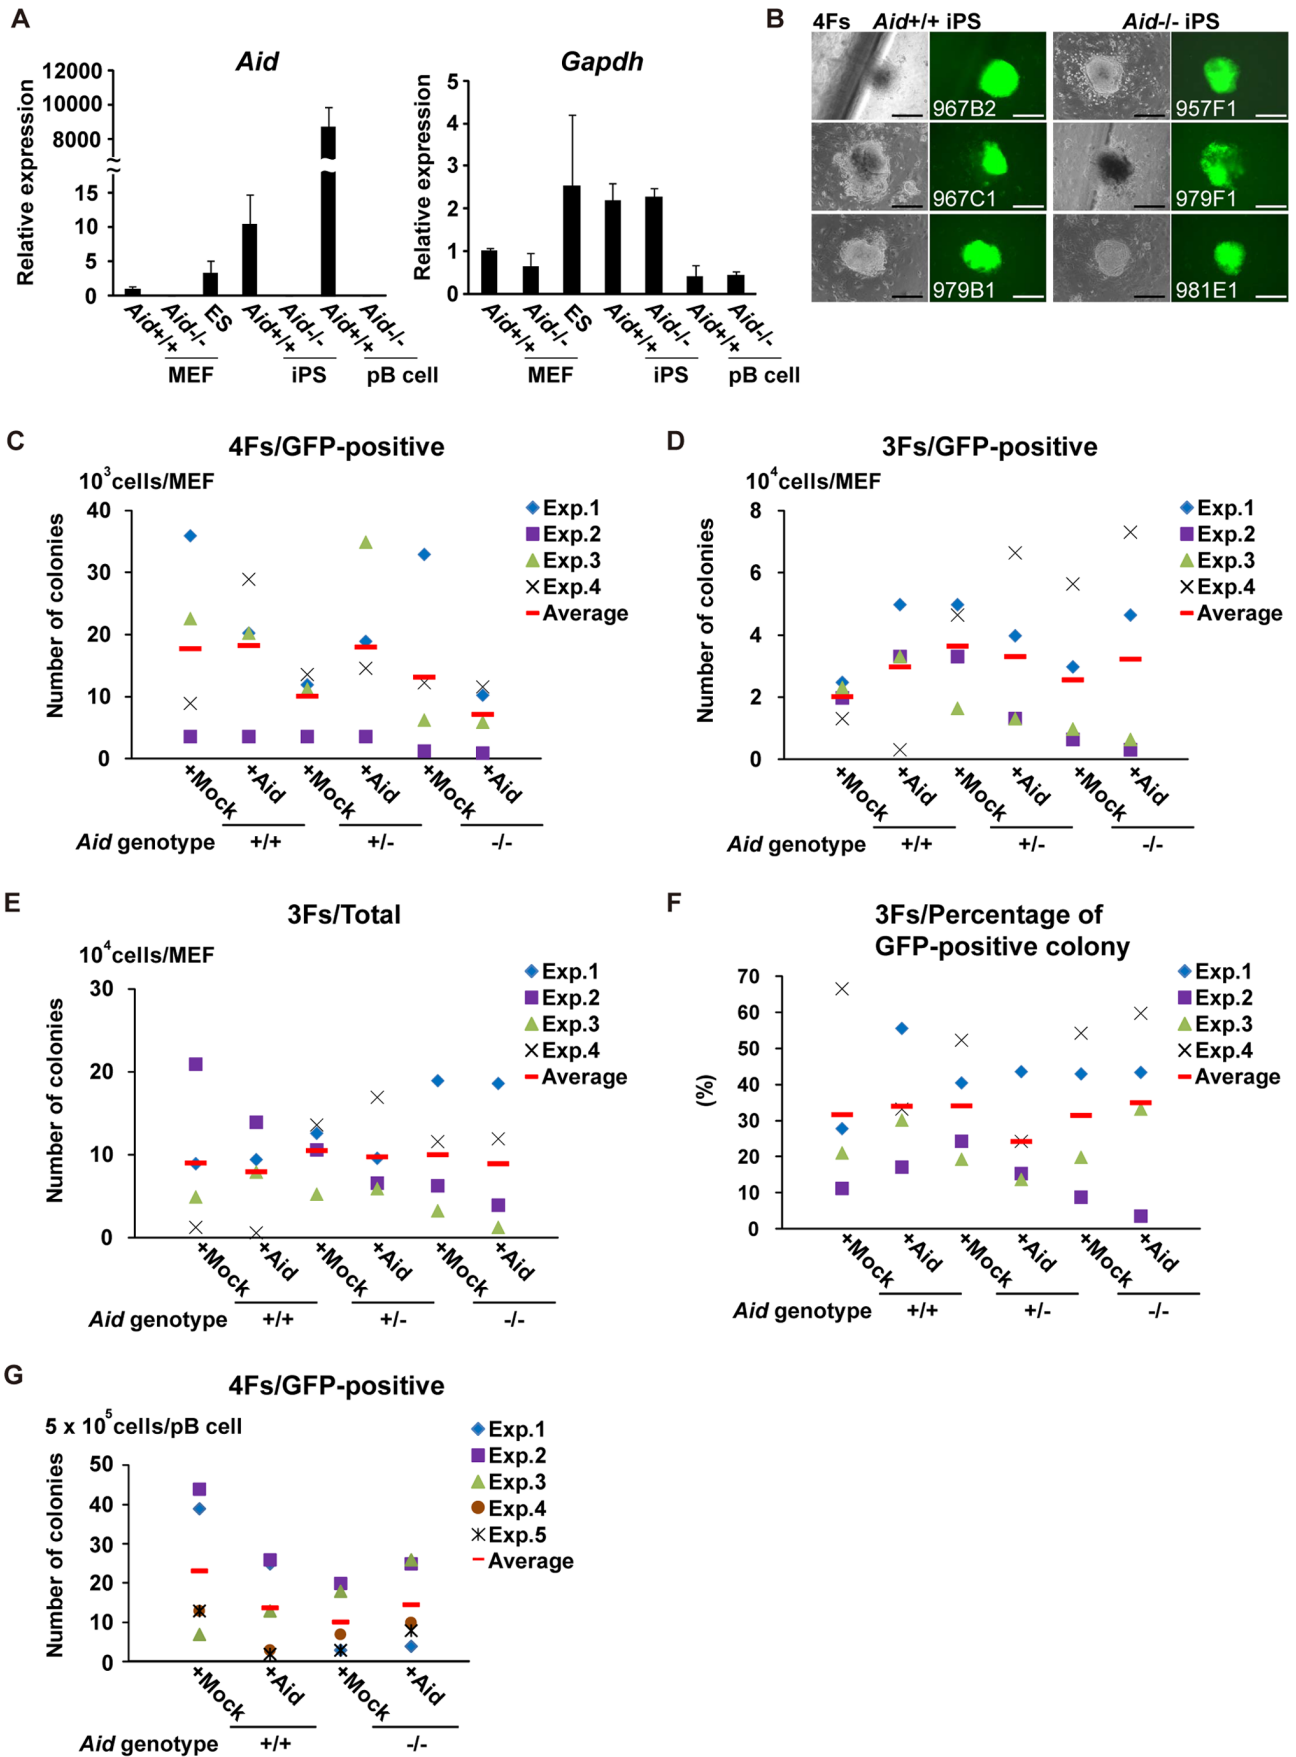 A
Aid
Relative expression
12000
10000
8000
15
10
5
0
Aid+/+
Aid-/-
ES
Aid+/+
Aid-/-
Aid+/+
Aid-/-
MEF
iPS
pB cell
Gapdh
Relative expression
5
4
3
2
1
0
Aid+/+
Aid-/-
ES
Aid+/+
Aid-/-
Aid+/+
Aid-/-
MEF
iPS
pB cell
B
4Fs Aid+/+ iPS
Aid-/- iPS
967B2
957F1
967C1
979F1
979B1
981E1
C
4Fs/GFP-positive
10³cells/MEF
Number of colonies
40
30
20
10
0
Exp.1
Exp.2
Exp.3
Exp.4
Average
+Mock
+Aid
+Mock
+Aid
+Mock
+Aid
Aid genotype
+/+
+/-
-/-
D
3Fs/GFP-positive
10⁴cells/MEF
Number of colonies
8
6
4
2
0
Exp.1
Exp.2
Exp.3
Exp.4
Average
+Mock
+Aid
+Mock
+Aid
+Mock
+Aid
Aid genotype
+/+
+/-
-/-
E
3Fs/Total
10⁴cells/MEF
Number of colonies
30
20
10
0
Exp.1
Exp.2
Exp.3
Exp.4
Average
+Mock
+Aid
+Mock
+Aid
+Mock
+Aid
Aid genotype
+/+
+/-
-/-
F
3Fs/Percentage of
GFP-positive colony
(%)
70
60
50
40
30
20
10
0
Exp.1
Exp.2
Exp.3
Exp.4
Average
+Mock
+Aid
+Mock
+Aid
+Mock
+Aid
Aid genotype
+/+
+/-
-/-
G
4Fs/GFP-positive
5 x 10⁵cells/pB cell
Number of colonies
50
40
30
20
10
0
Exp.1
Exp.2
Exp.3
Exp.4
Exp.5
Average
+Mock
+Aid
+Mock
+Aid
Aid genotype
+/+
-/-